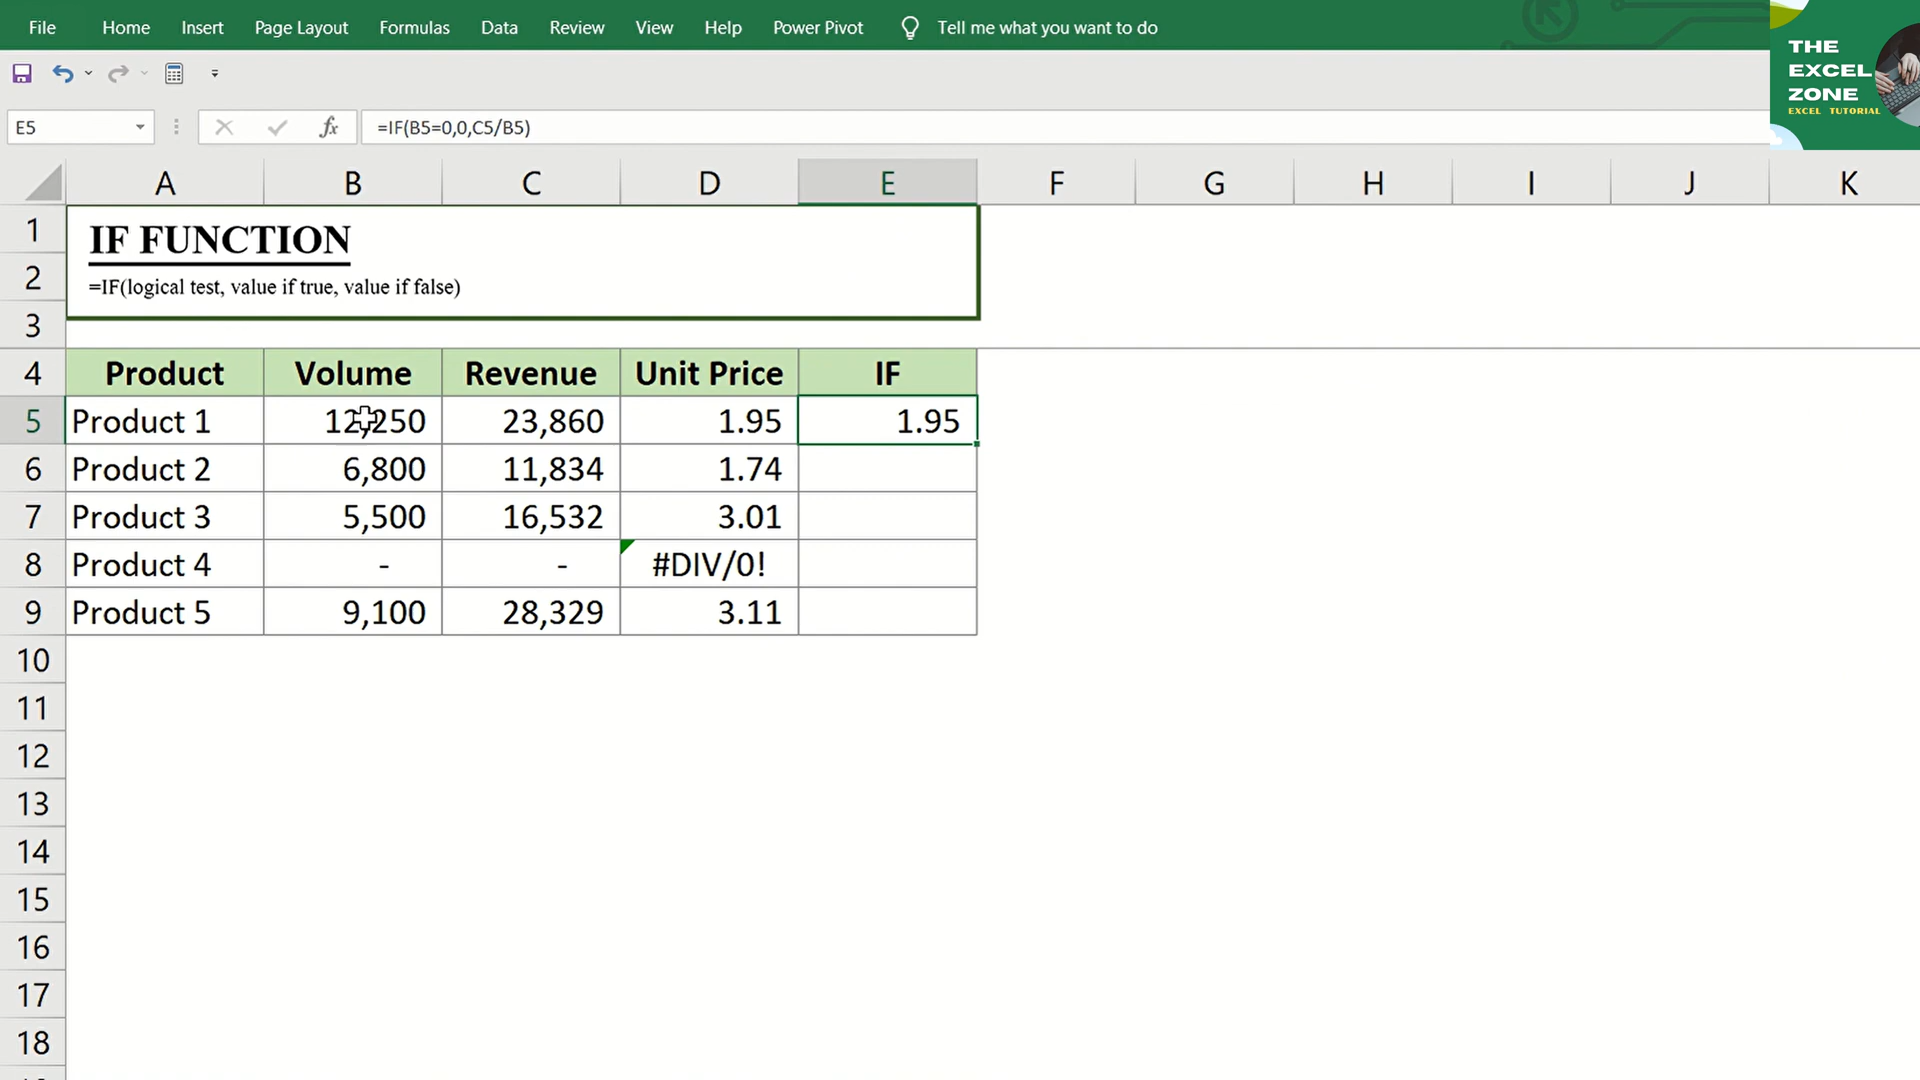 File Home Insert Page Layout Formulas Data Review View Help Power Pivot Tell me what you want to do
THE
EXCEL
ZONE
EXCEL TUTORIAL
E5 fx =IF(B5=0,0,C5/B5)
A B C D E F G H I J K
1 IF FUNCTION
2 =IF(logical test, value if true, value if false)
3
4 Product Volume Revenue Unit Price IF
5 Product 1 12,250 23,860 1.95 1.95
6 Product 2 6,800 11,834 1.74
7 Product 3 5,500 16,532 3.01
8 Product 4 - - #DIV/0!
9 Product 5 9,100 28,329 3.11
10
11
12
13
14
15
16
17
18